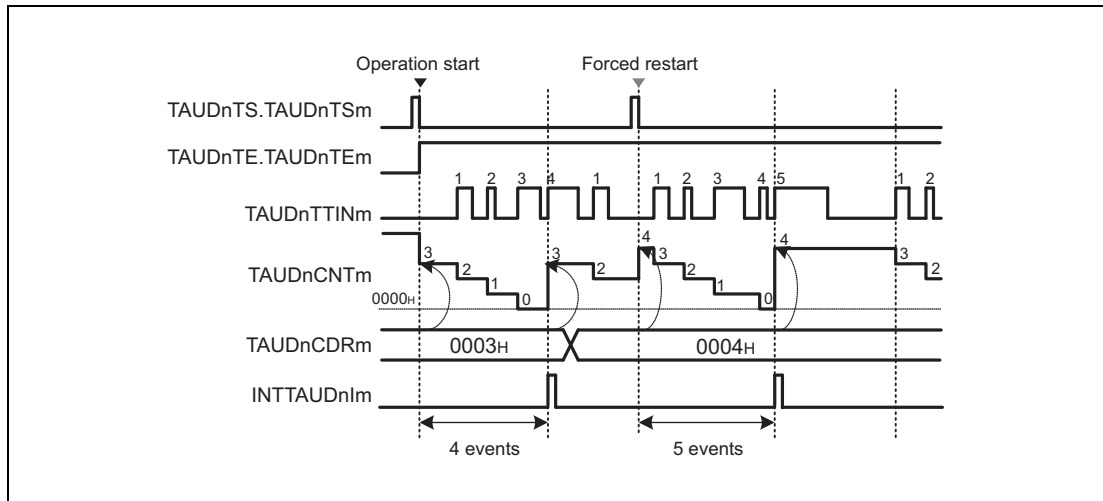 Operation start Forced restart
TAUDnTS.TAUDnTSm
TAUDnTE.TAUDnTEm
1 2 3 4 1 1 2 3 4 5 1 2
TAUDnTTINm
3 2 1 0 3 2 4 3 2 1 0 4 3 2
TAUDnCNTm
0000H
TAUDnCDRm 0003H 0004H
INTTAUDnIm
4 events 5 events